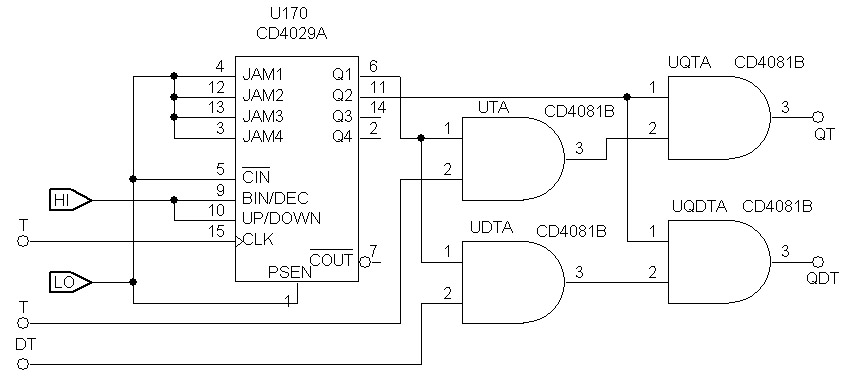 U170
CD4029A
4 JAM1 Q1 6
12 JAM2 Q2 11
13 JAM3 Q3 14
3 JAM4 Q4 2
5 CIN
9 BIN/DEC
10 UP/DOWN
15 CLK
COUT 7
PSEN
1
HI
T
LO
T
DT
UTA CD4081B
1
2
3
UDTA CD4081B
1
2
3
UQTA CD4081B
1
2
3
QT
UQDTA CD4081B
1
2
3
QDT